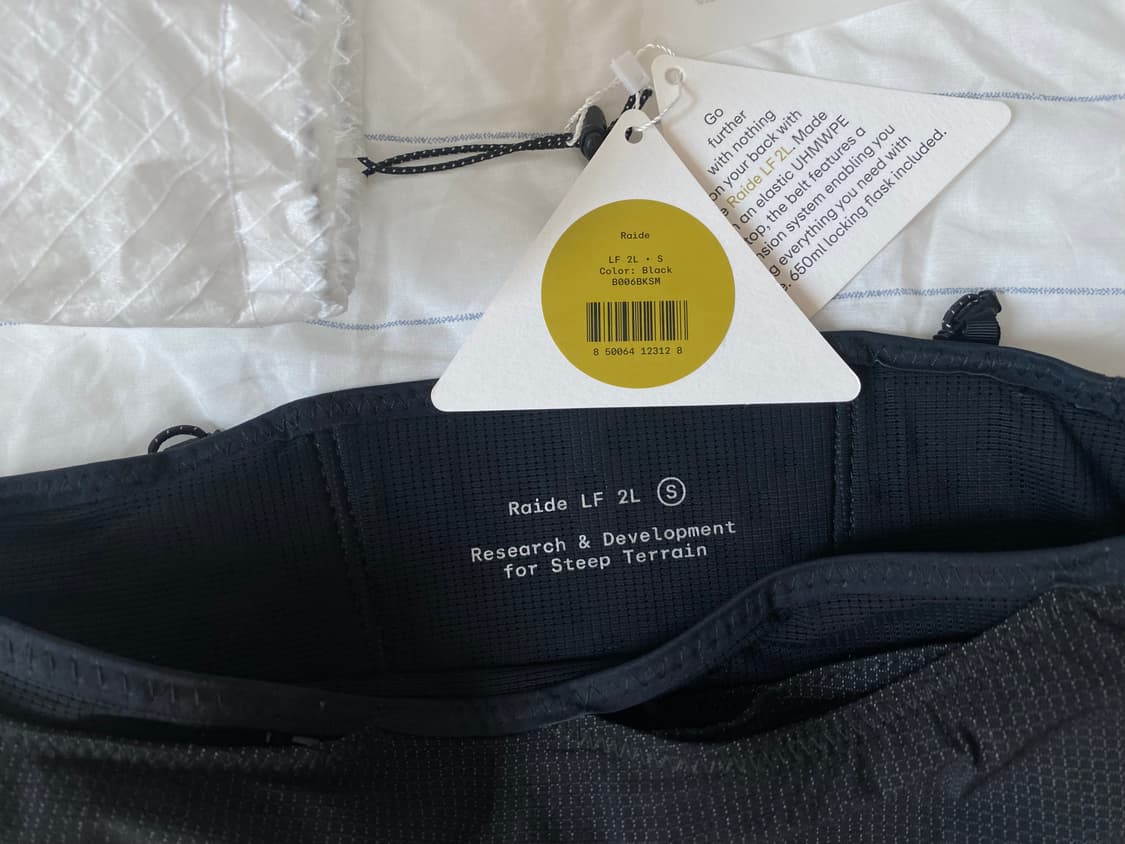 Go
further
with nothing
on your back with
Raide LF 2L. Made
an elastic UHMWPE
the belt features a
system enabling you
everything you need with
650ml locking flask included.
Raide
LF 2L • S
Color: Black
B006BKSM
8 50064 12312 8
Raide LF 2L S
Research & Development
for Steep Terrain